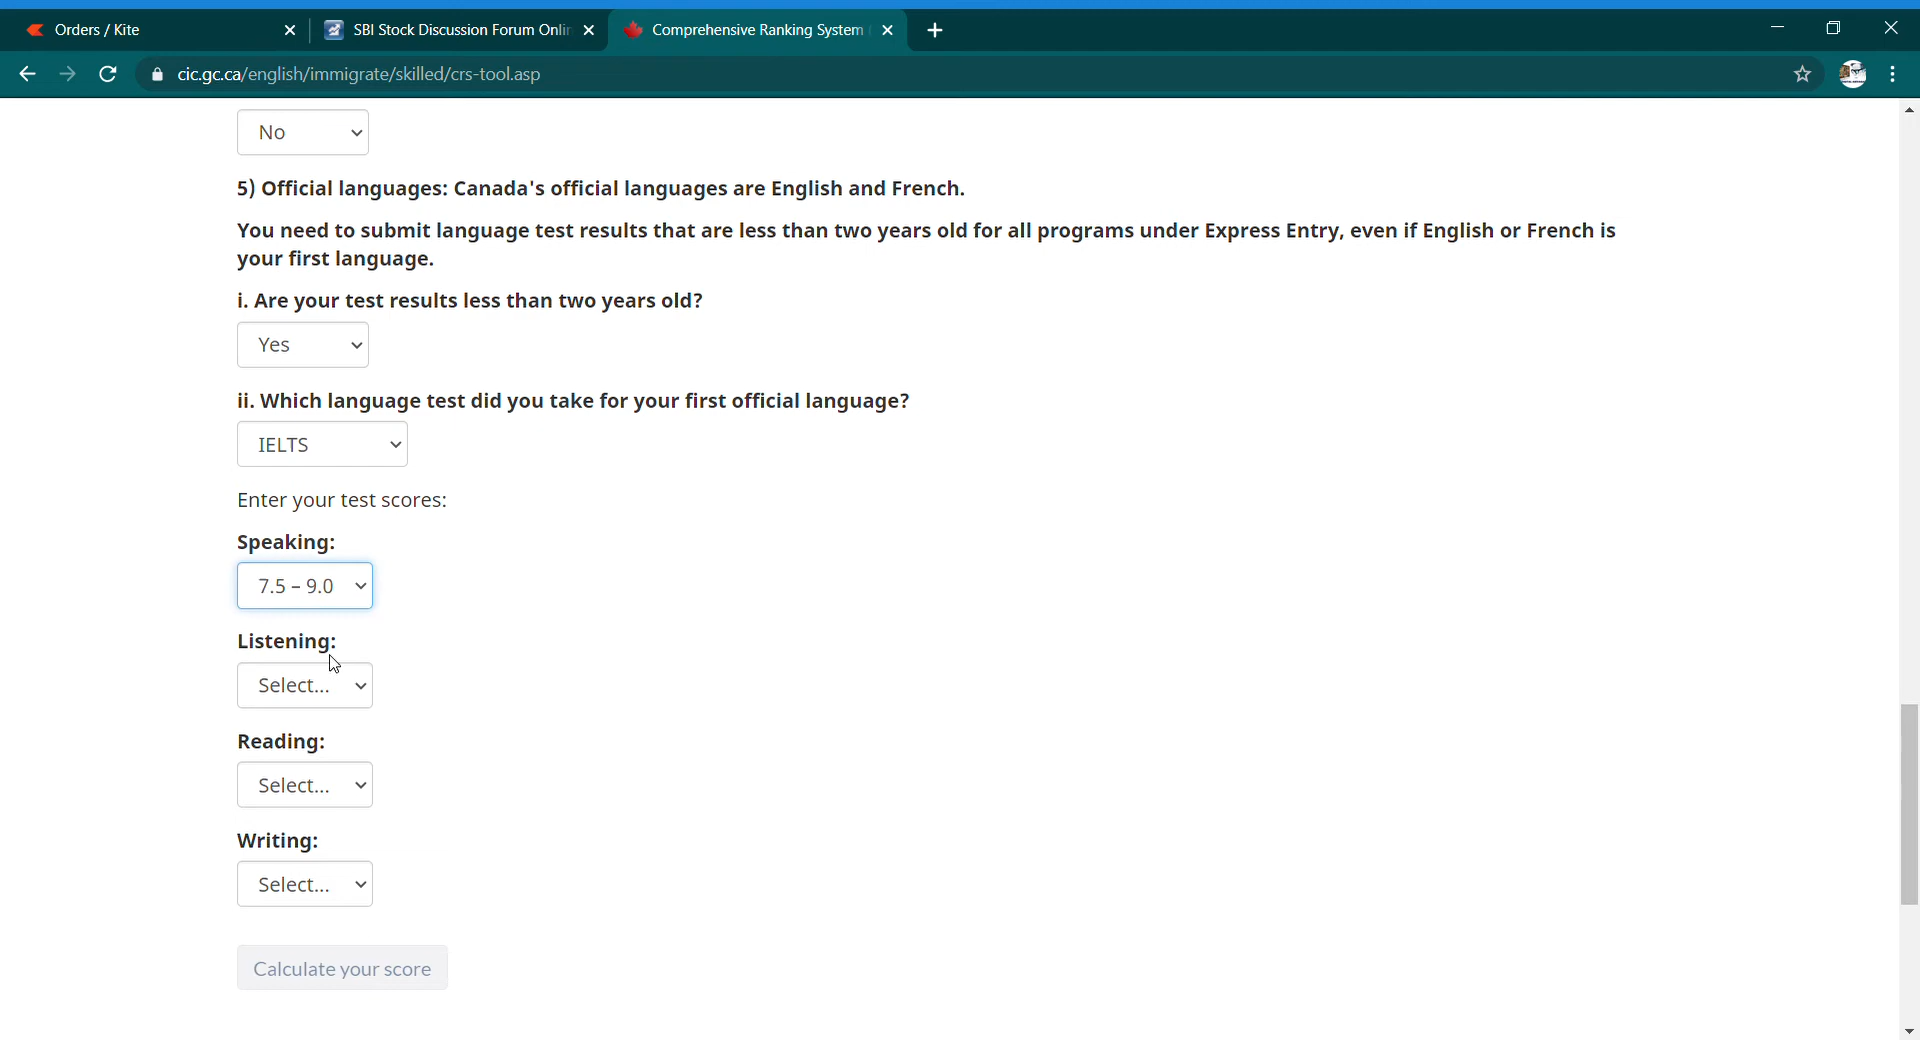 Orders / Kite
SBI Stock Discussion Forum Onlin
Comprehensive Ranking System
cic.gc.ca/english/immigrate/skilled/crs-tool.asp
No
5) Official languages: Canada's official languages are English and French.
You need to submit language test results that are less than two years old for all programs under Express Entry, even if English or French is
your first language.
i. Are your test results less than two years old?
Yes
ii. Which language test did you take for your first official language?
IELTS
Enter your test scores:
Speaking:
7.5 – 9.0
Listening:
Select...
Reading:
Select...
Writing:
Select...
Calculate your score